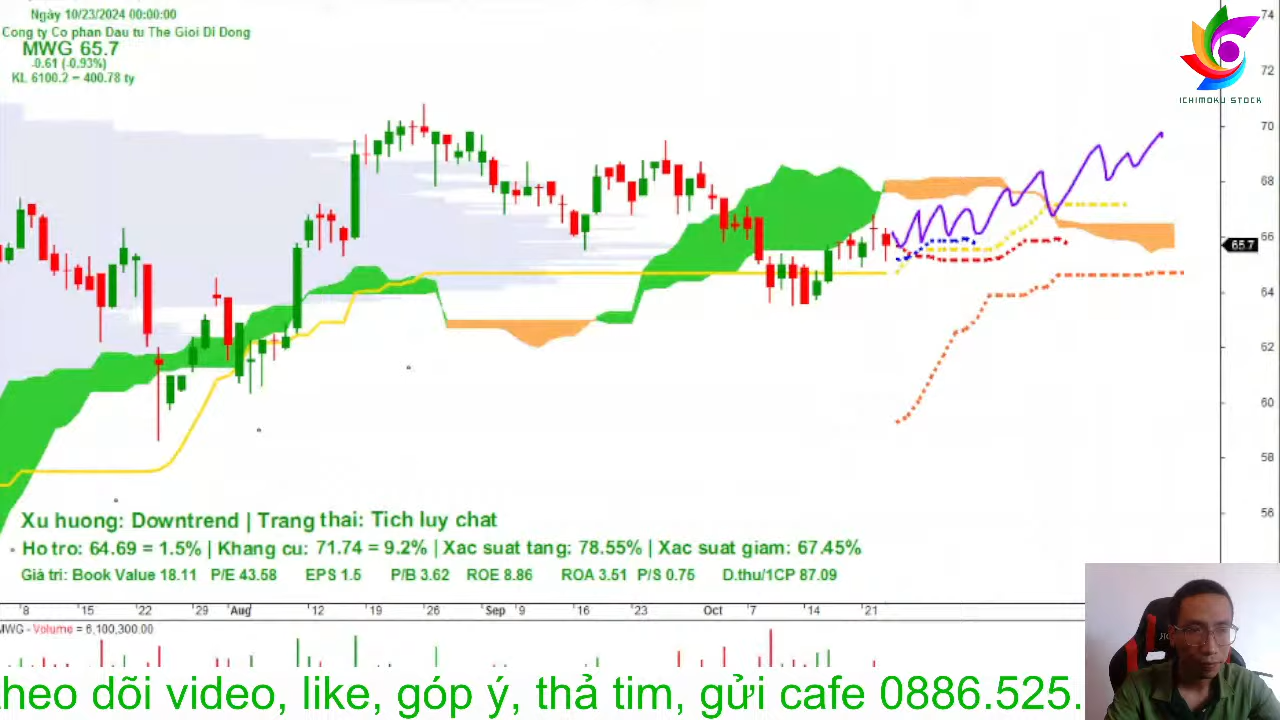 Ngày 10/23/2024 00:00:00
Cong ty Co phan Dau tu The Gioi Di Dong
MWG 65.7
-0.61 (-0.93%)
KL 6100.2 = 400.78 ty
ICHIMOKU STOCK
74
72
70
68
66
65.7
64
62
60
58
56
Xu huong: Downtrend | Trang thai: Tich luy chat
Ho tro: 64.69 = 1.5% | Khang cu: 71.74 = 9.2% | Xac suat tang: 78.55% | Xac suat giam: 67.45%
Giá trị: Book Value 18.11 P/E 43.58 EPS 1.5 P/B 3.62 ROE 8.86 ROA 3.51 P/S 0.75 D.thu/1CP 87.09
'8 '15 '22 '29 'Aug '12 '19 '26 'Sep '9 '16 '23 Oct '7 '14 '21
MWG - Volume = 6,100,300.00
theo dõi video, like, góp ý, thả tim, gửi cafe 0886.525.